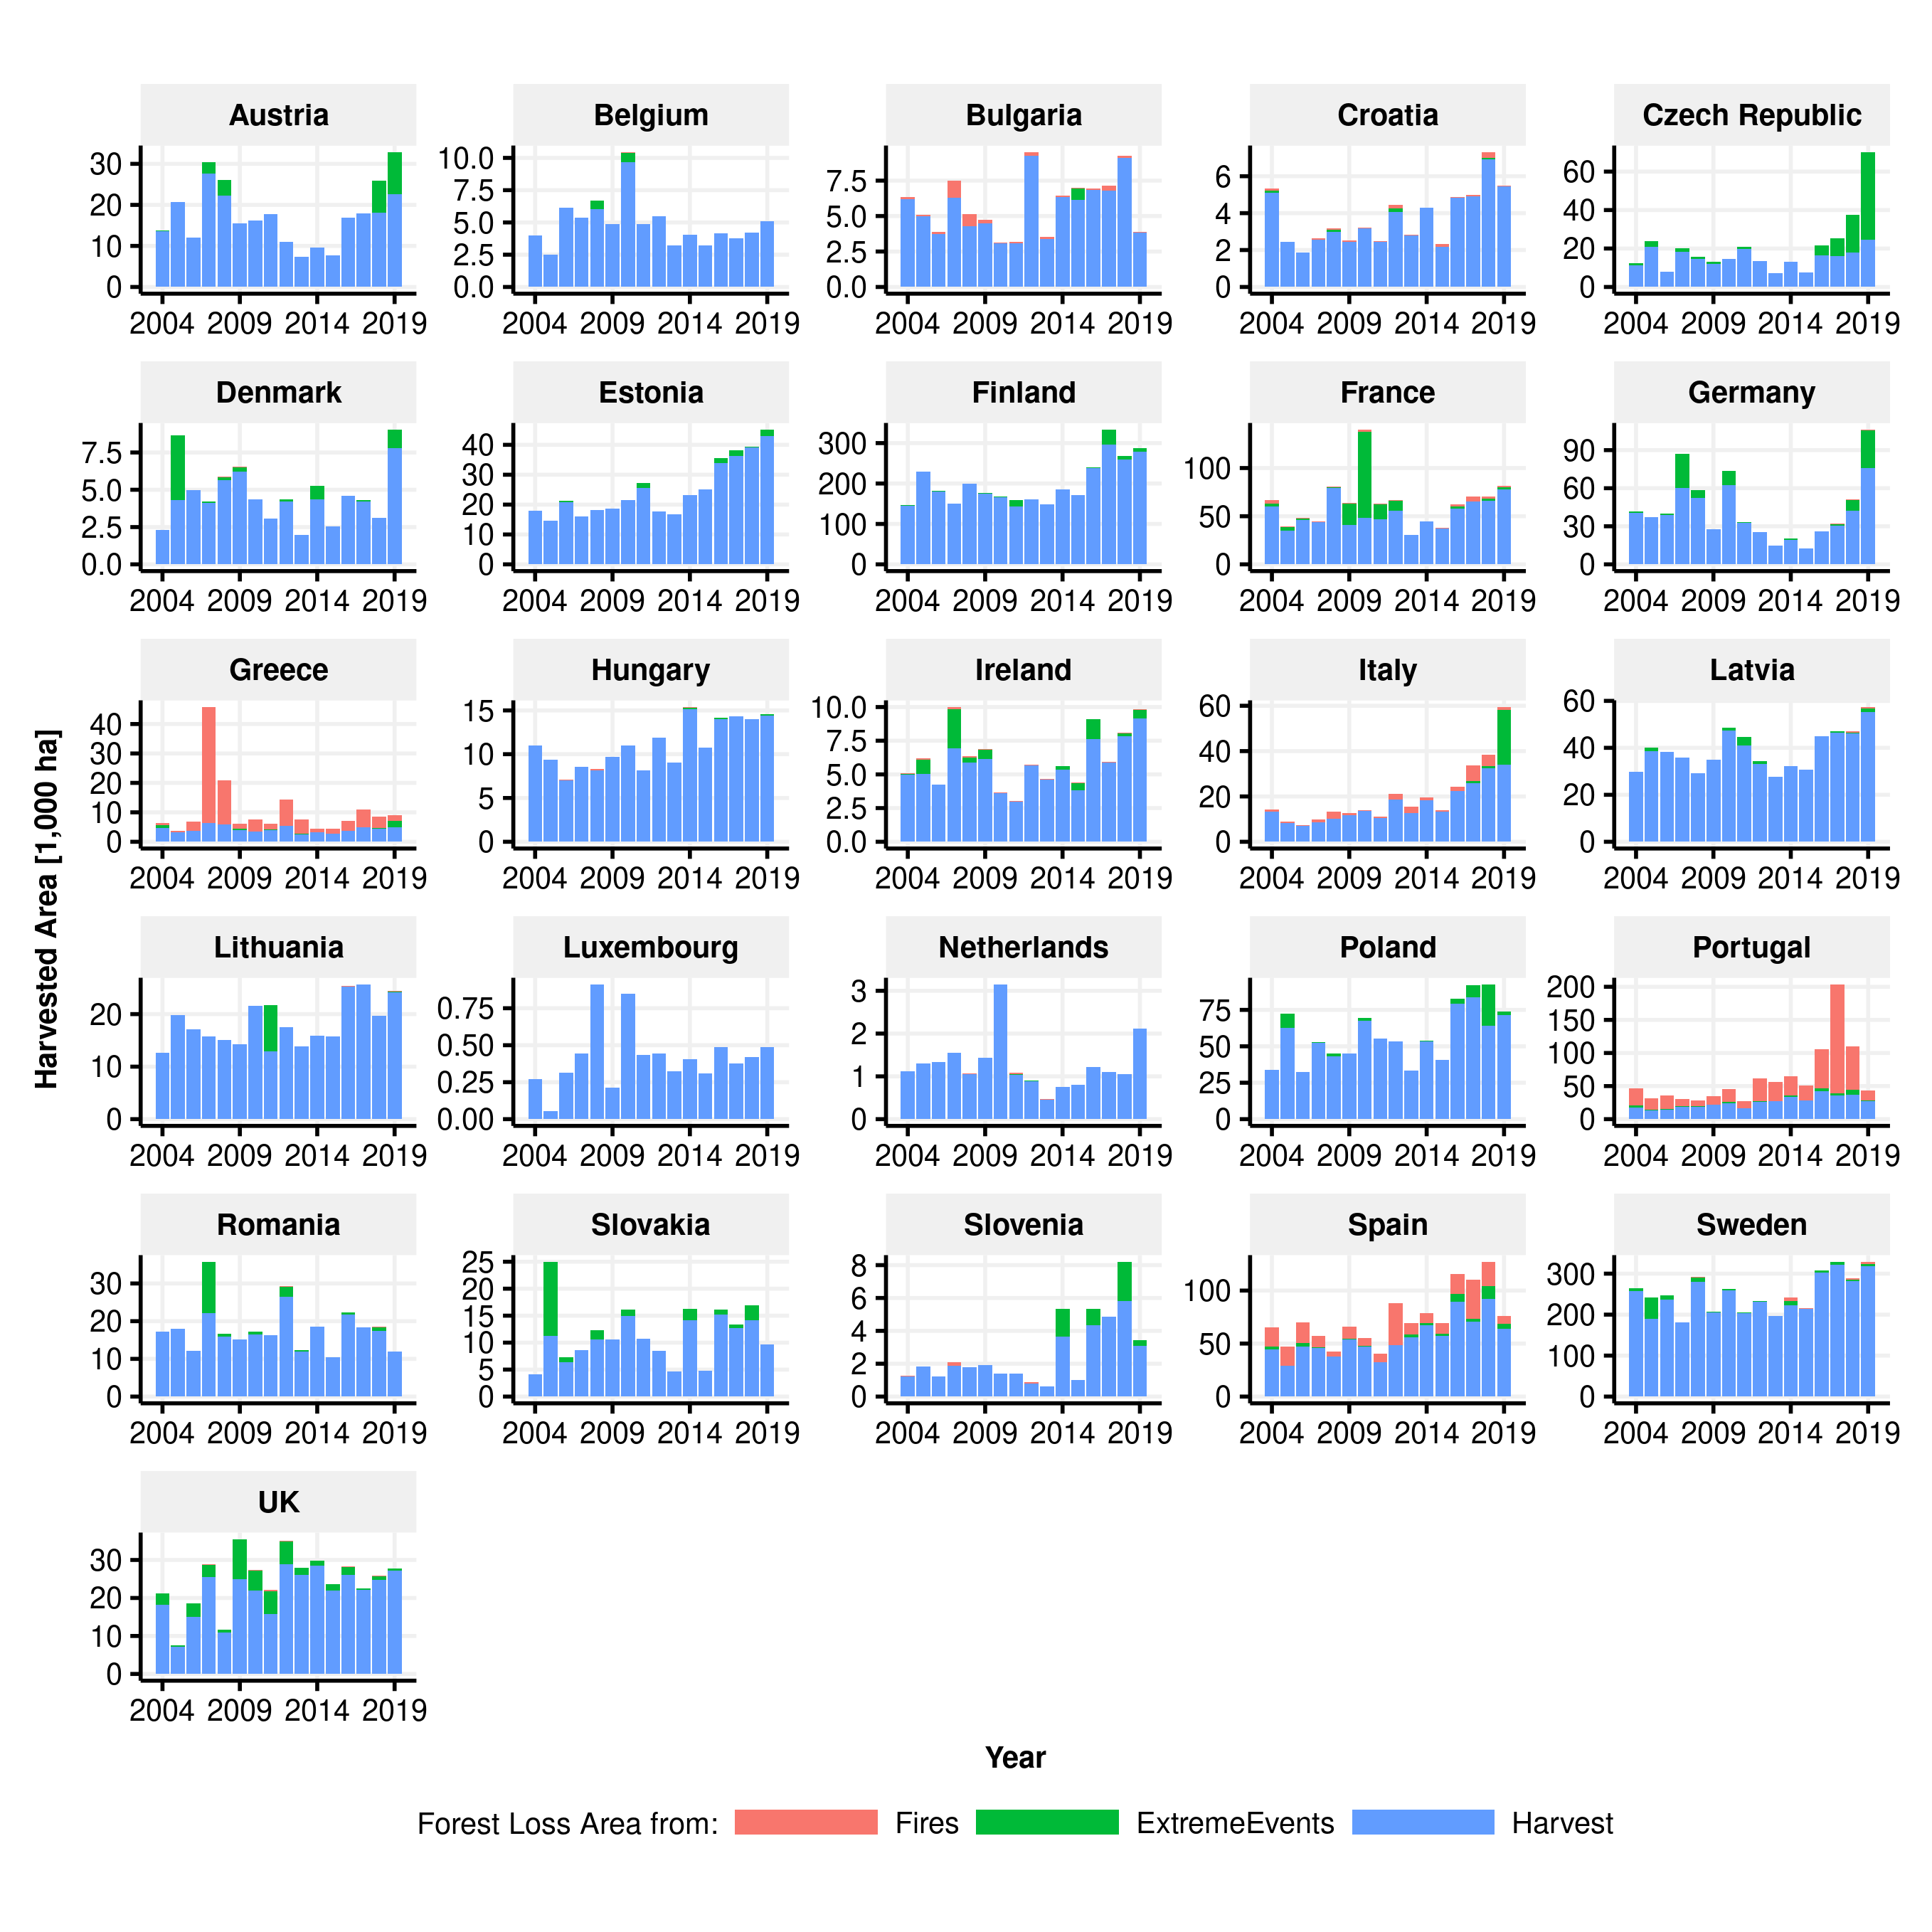 Austria Belgium Bulgaria Croatia Czech Republic
30 20 10 0
10.0 7.5 5.0 2.5 0.0
7.5 5.0 2.5 0.0
6 4 2 0
60 40 20 0
2004 2009 2014 2019 2004 2009 2014 2019 2004 2009 2014 2019 2004 2009 2014 2019 2004 2009 2014 2019
Denmark Estonia Finland France Germany
7.5 5.0 2.5 0.0
40 30 20 10 0
300 200 100 0
100 50 0
90 60 30 0
2004 2009 2014 2019 2004 2009 2014 2019 2004 2009 2014 2019 2004 2009 2014 2019 2004 2009 2014 2019
Harvested Area [1,000 ha]
Greece Hungary Ireland Italy Latvia
40 30 20 10 0
15 10 5 0
10.0 7.5 5.0 2.5 0.0
60 40 20 0
60 40 20 0
2004 2009 2014 2019 2004 2009 2014 2019 2004 2009 2014 2019 2004 2009 2014 2019 2004 2009 2014 2019
Lithuania Luxembourg Netherlands Poland Portugal
20 10 0
0.75 0.50 0.25 0.00
3 2 1 0
75 50 25 0
200 150 100 50 0
2004 2009 2014 2019 2004 2009 2014 2019 2004 2009 2014 2019 2004 2009 2014 2019 2004 2009 2014 2019
Romania Slovakia Slovenia Spain Sweden
30 20 10 0
25 20 15 10 5 0
8 6 4 2 0
100 50 0
300 200 100 0
2004 2009 2014 2019 2004 2009 2014 2019 2004 2009 2014 2019 2004 2009 2014 2019 2004 2009 2014 2019
UK
30 20 10 0
2004 2009 2014 2019
Year
Forest Loss Area from: Fires ExtremeEvents Harvest